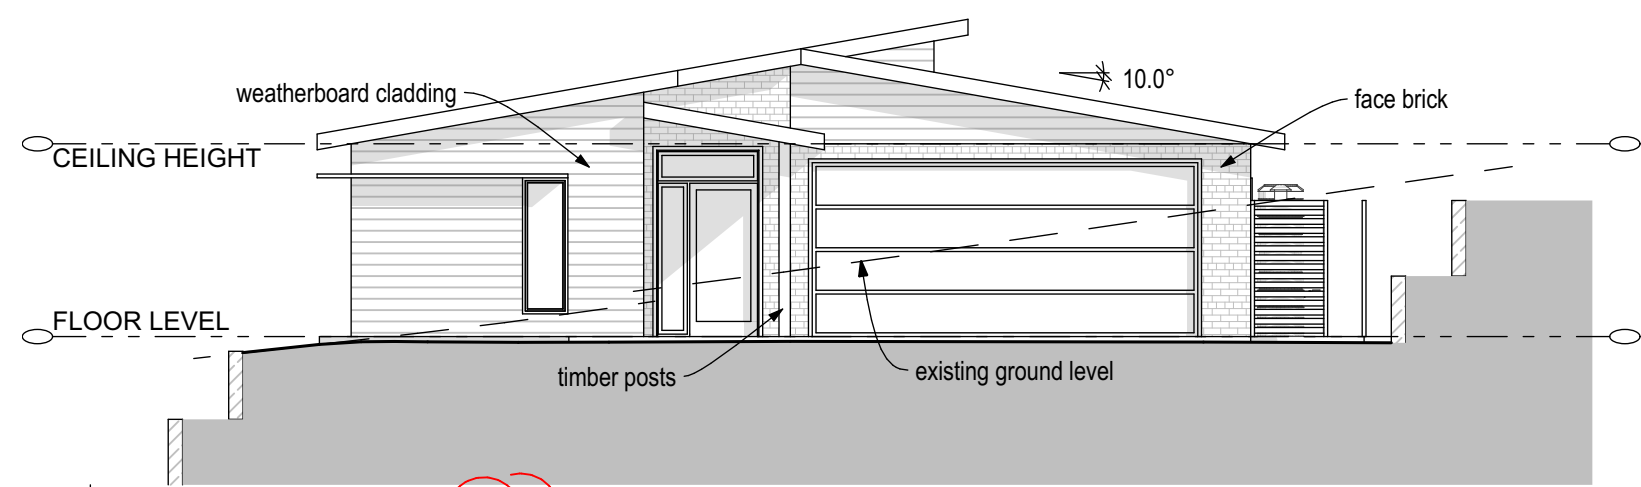 10.0°
weatherboard cladding
face brick
CEILING HEIGHT
FLOOR LEVEL
timber posts
existing ground level